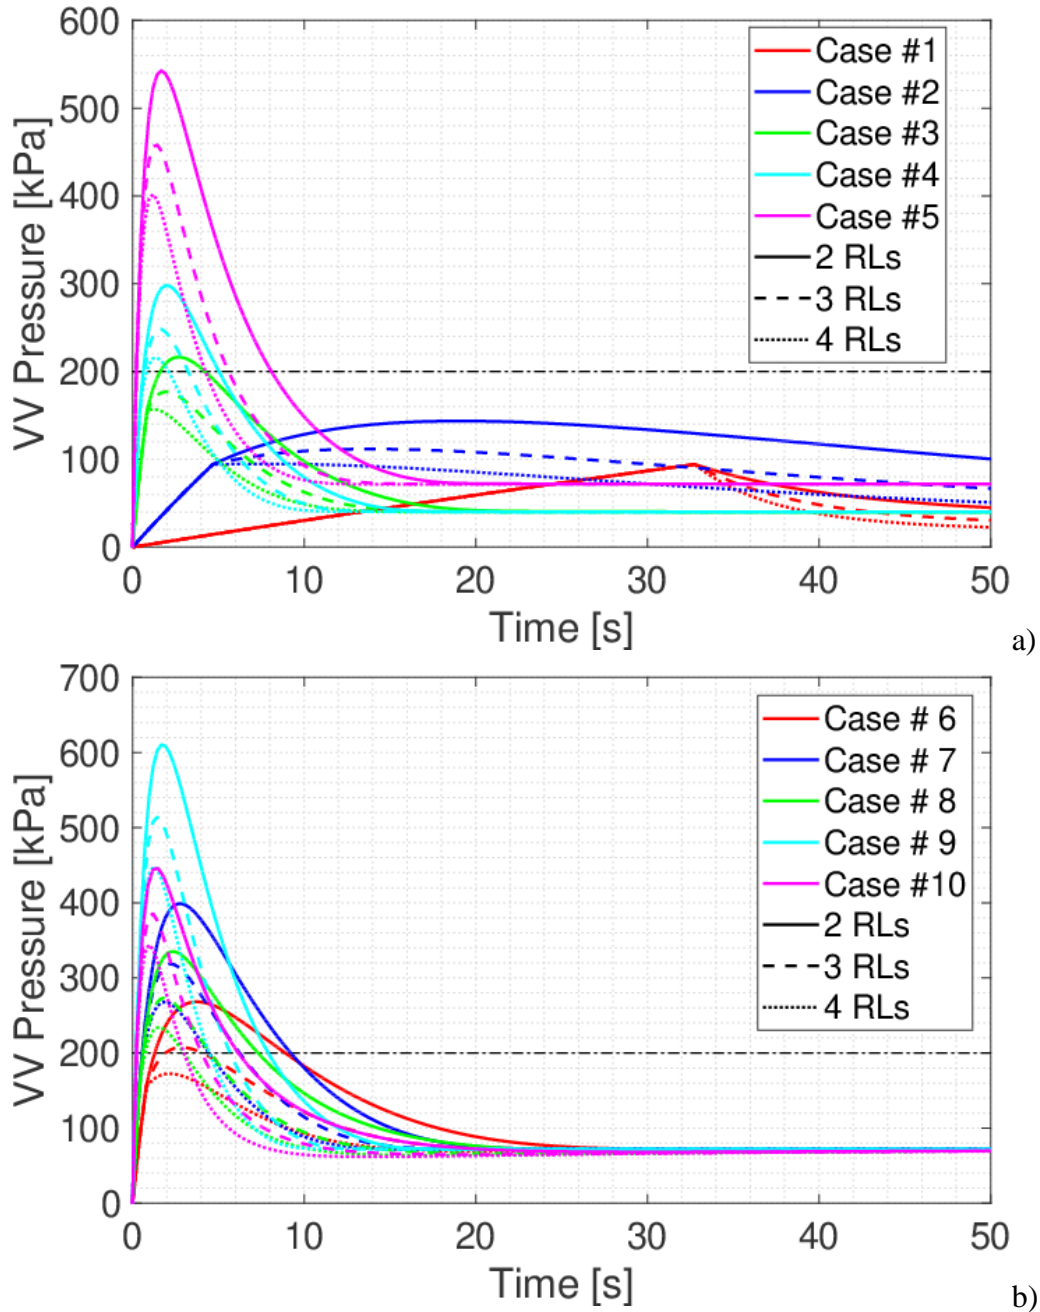 600
500
400
300
200
100
0
VV Pressure [kPa]
Case #1
Case #2
Case #3
Case #4
Case #5
2 RLs
3 RLs
4 RLs
0 10 20 30 40 50
Time [s]
a)
700
600
500
400
300
200
100
0
VV Pressure [kPa]
Case # 6
Case # 7
Case # 8
Case # 9
Case #10
2 RLs
3 RLs
4 RLs
0 10 20 30 40 50
Time [s]
b)